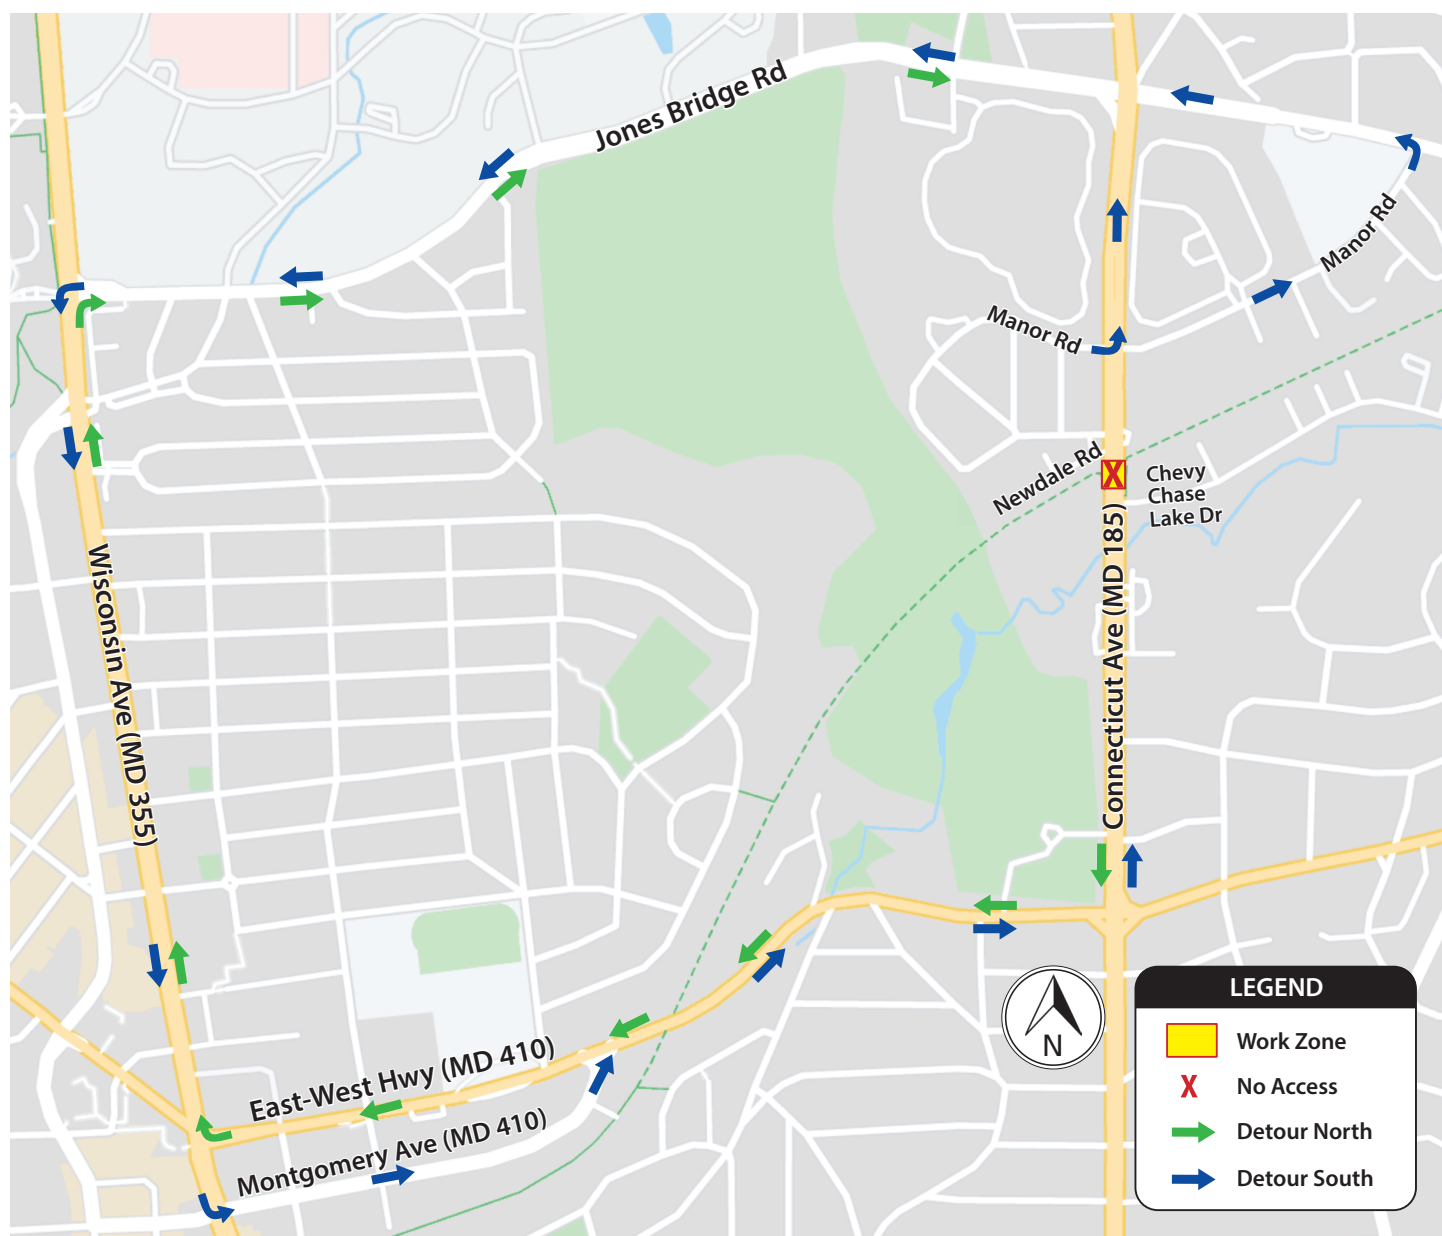 Jones Bridge Rd
Manor Rd
Manor Rd
Newdale Rd
X
Chevy
Chase
Lake Dr
Connecticut Ave (MD 185)
Wisconsin Ave (MD 355)
East-West Hwy (MD 410)
Montgomery Ave (MD 410)
N
LEGEND
Work Zone
X No Access
Detour North
Detour South